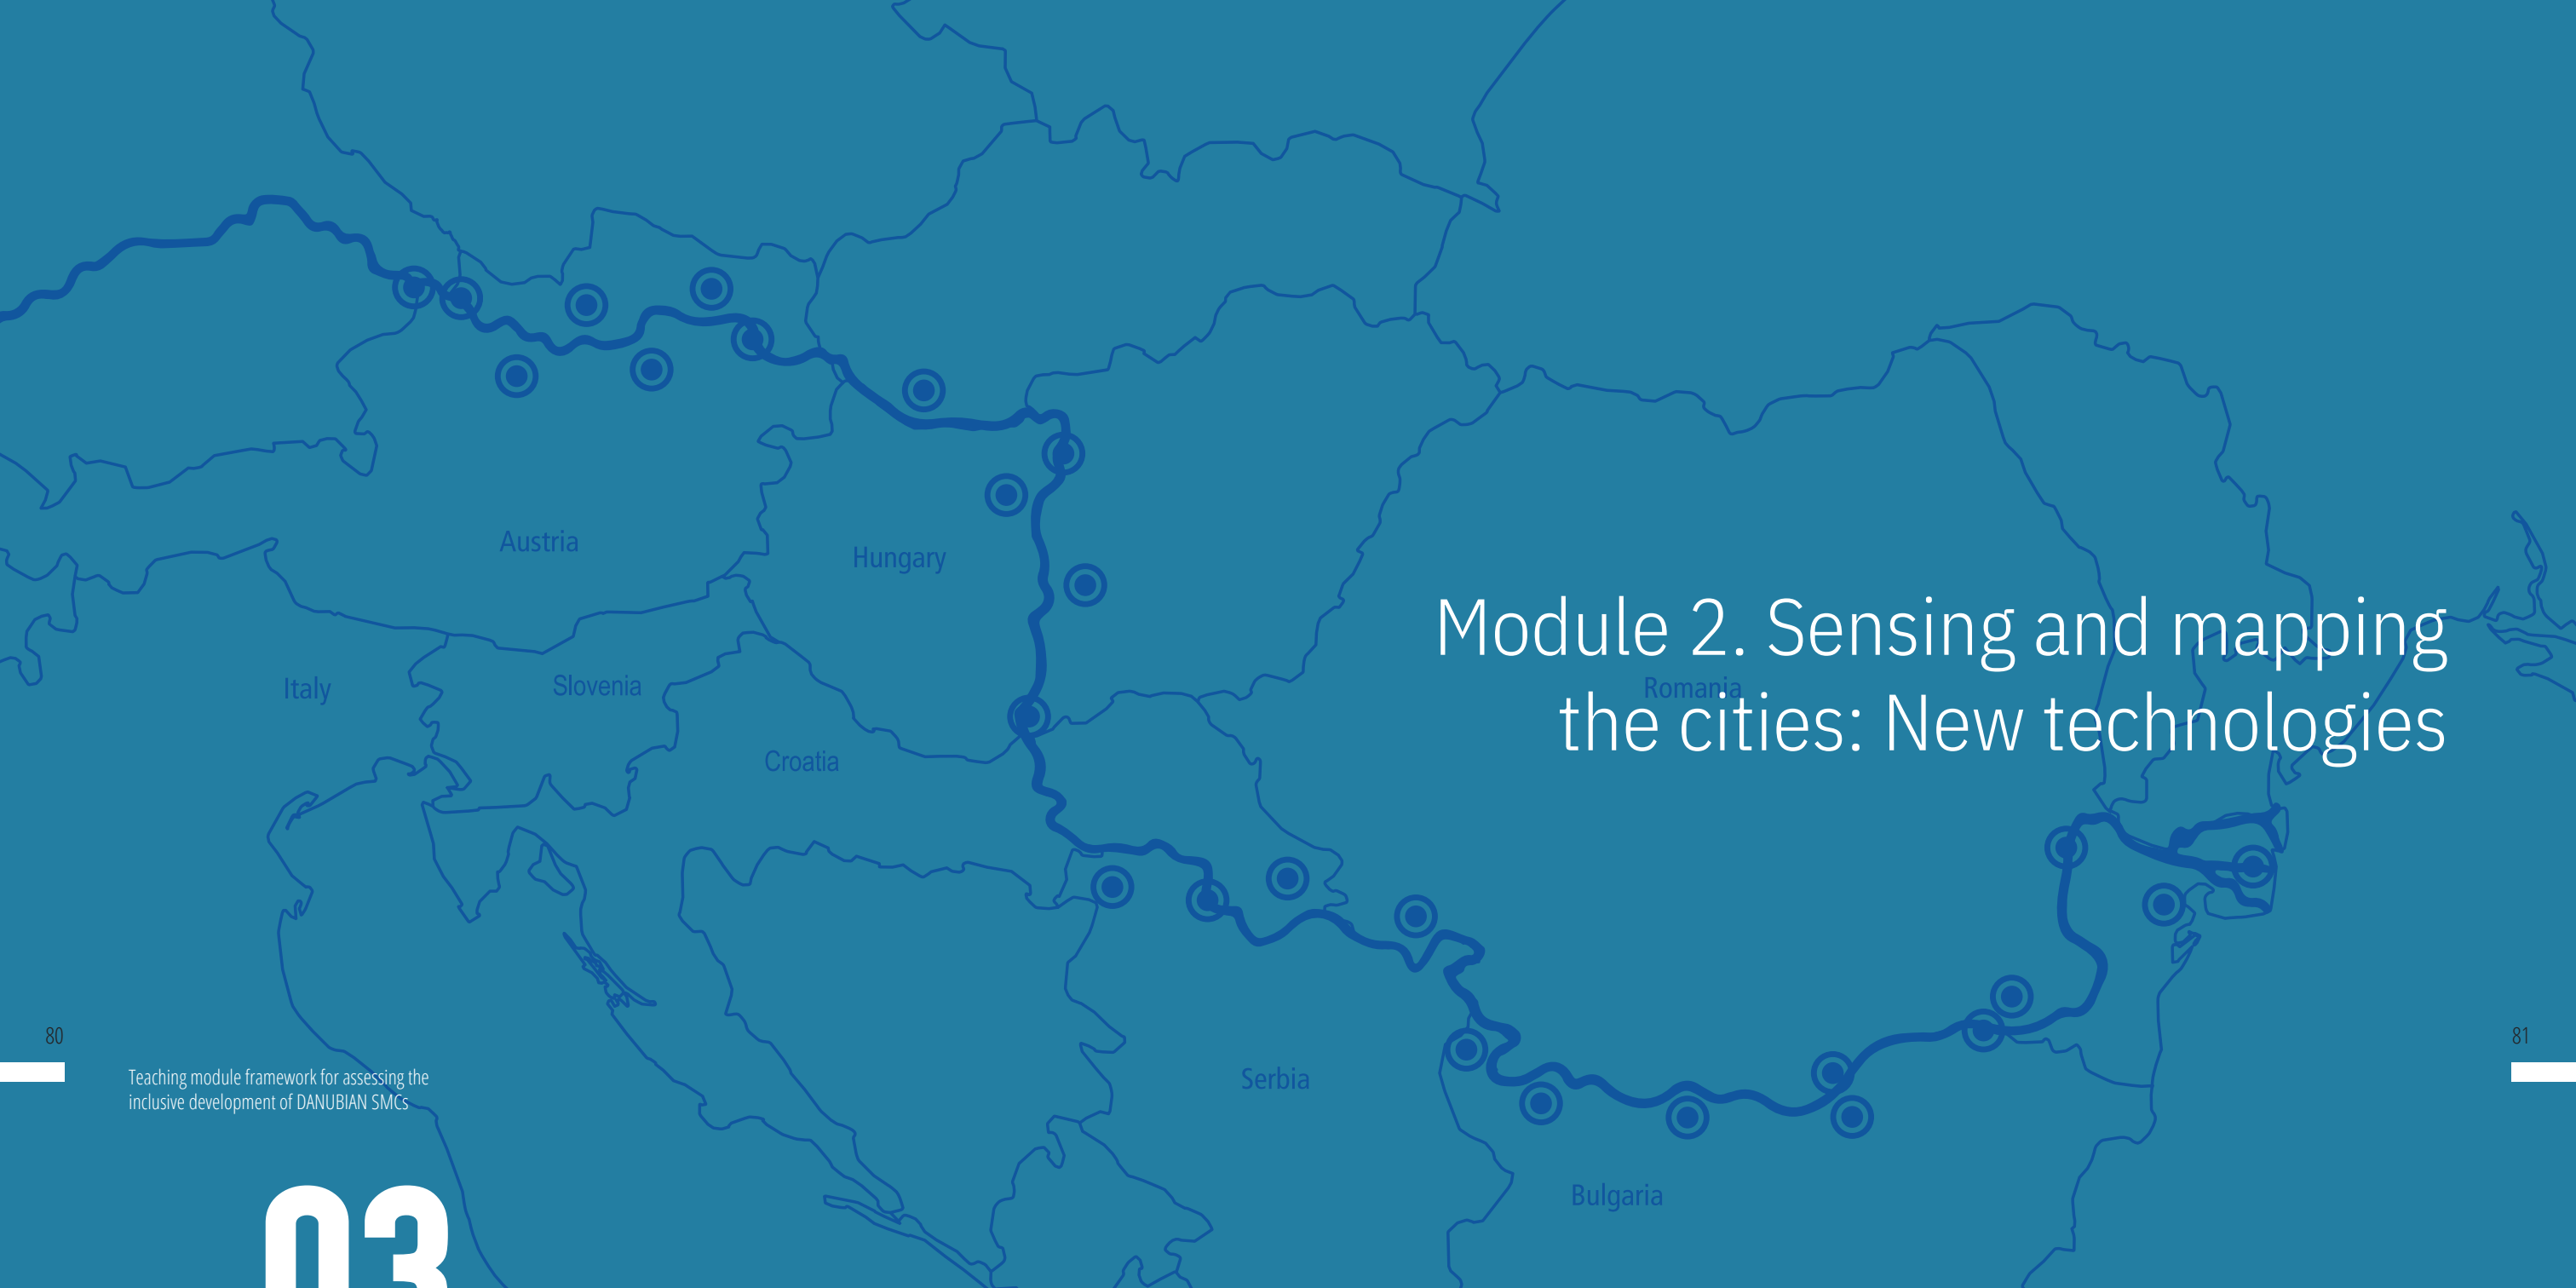 Austria
Hungary
Module 2. Sensing and mapping
the cities: New technologies
Italy
Slovenia
Romania
Croatia
80
81
Teaching module framework for assessing the
inclusive development of DANUBIAN SMCs
Serbia
Bulgaria
03